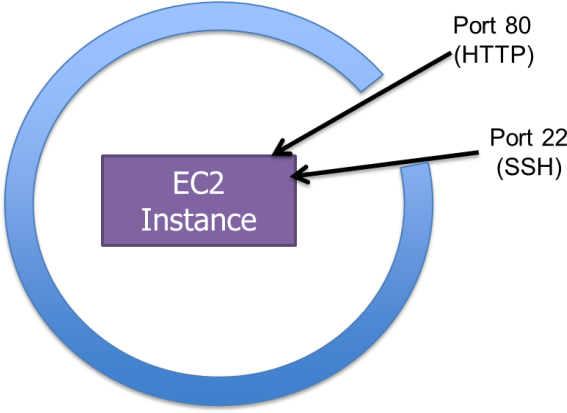 Port 80
(HTTP)
Port 22
(SSH)
EC2
Instance